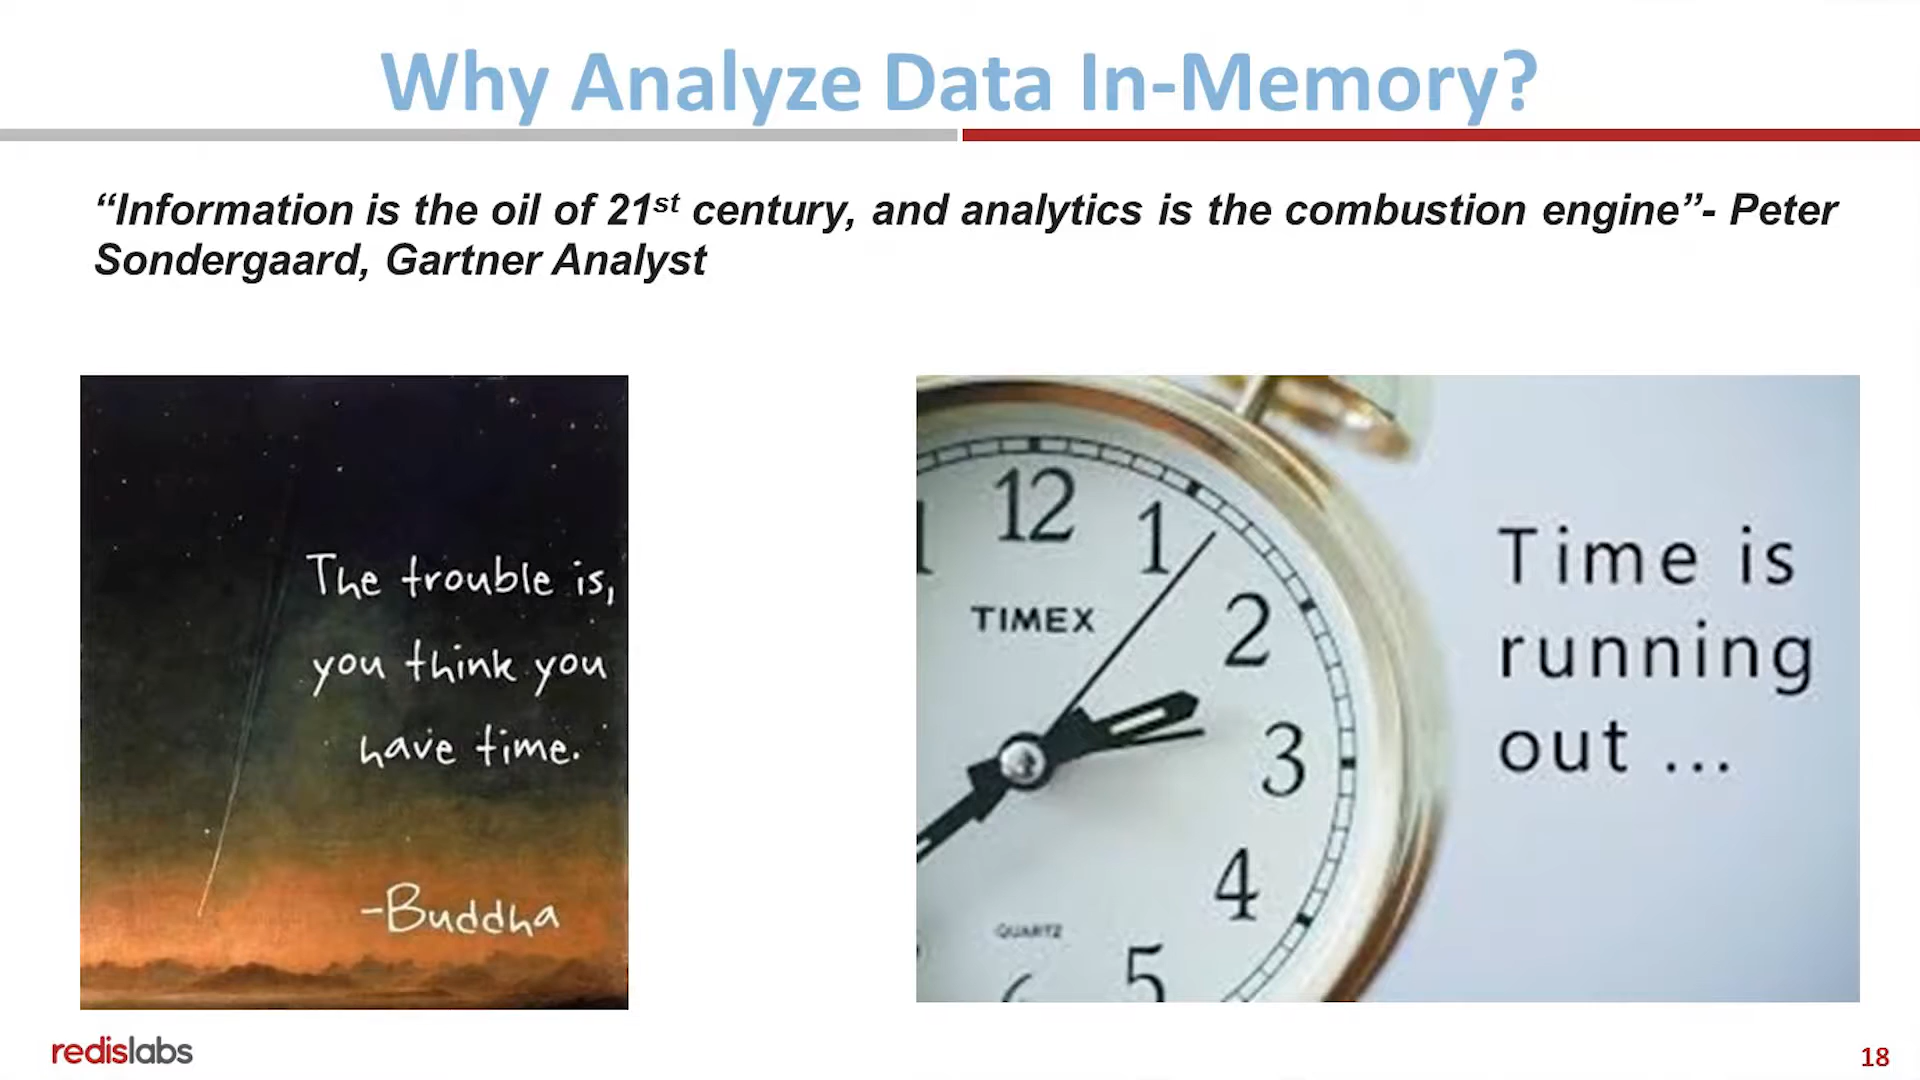 Why Analyze Data In-Memory?
“Information is the oil of 21st century, and analytics is the combustion engine”- Peter
Sondergaard, Gartner Analyst
The trouble is,
you think you
have time.
-Buddha
12
1
TIMEX
2
3
4
QUARTZ
5
Time is
running
out ...
redislabs
18